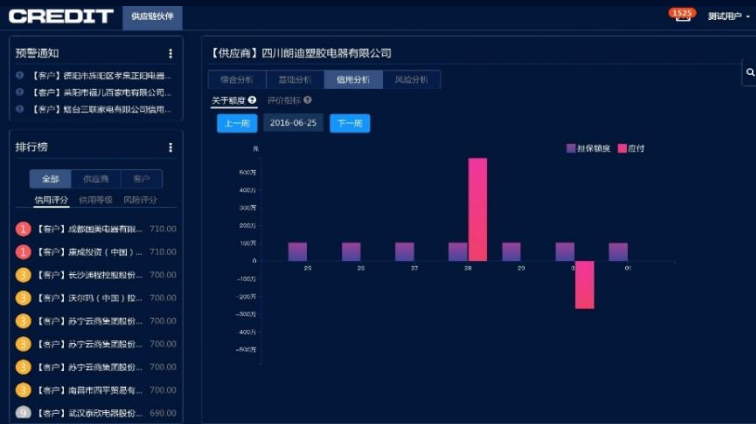 CREDIT 供应链伙伴 1525 测试用户
预警通知
【客户】德阳市旌阳区孝泉正阳电器...
【客户】莱阳市福儿百家电有限公司...
【客户】烟台三联家电有限公司信用...
排行榜
全部 供应商 客户
信用评分 信用等级 风险评分
1 【客户】成都国美电器有限... 710.00
1 【客户】康成投资（中国）... 710.00
3 【客户】长沙通程控股股份... 700.00
3 【客户】沃尔玛（中国）投... 700.00
3 【客户】苏宁云商集团股份... 700.00
3 【客户】苏宁云商集团股份... 700.00
3 【客户】苏宁云商集团股份... 700.00
3 【客户】南昌市四平贸易有... 700.00
9 【客户】武汉泰欣电器股份... 690.00
【供应商】四川朗迪塑胶电器有限公司
综合分析 基础分析 信用分析 风险分析
关于额度 评价指标
上一周 2016-06-25 下一周
元
担保额度 应付
400万
300万
200万
100万
0
-100万
-200万
-300万
-400万
-500万
25 26 27 28 29 01